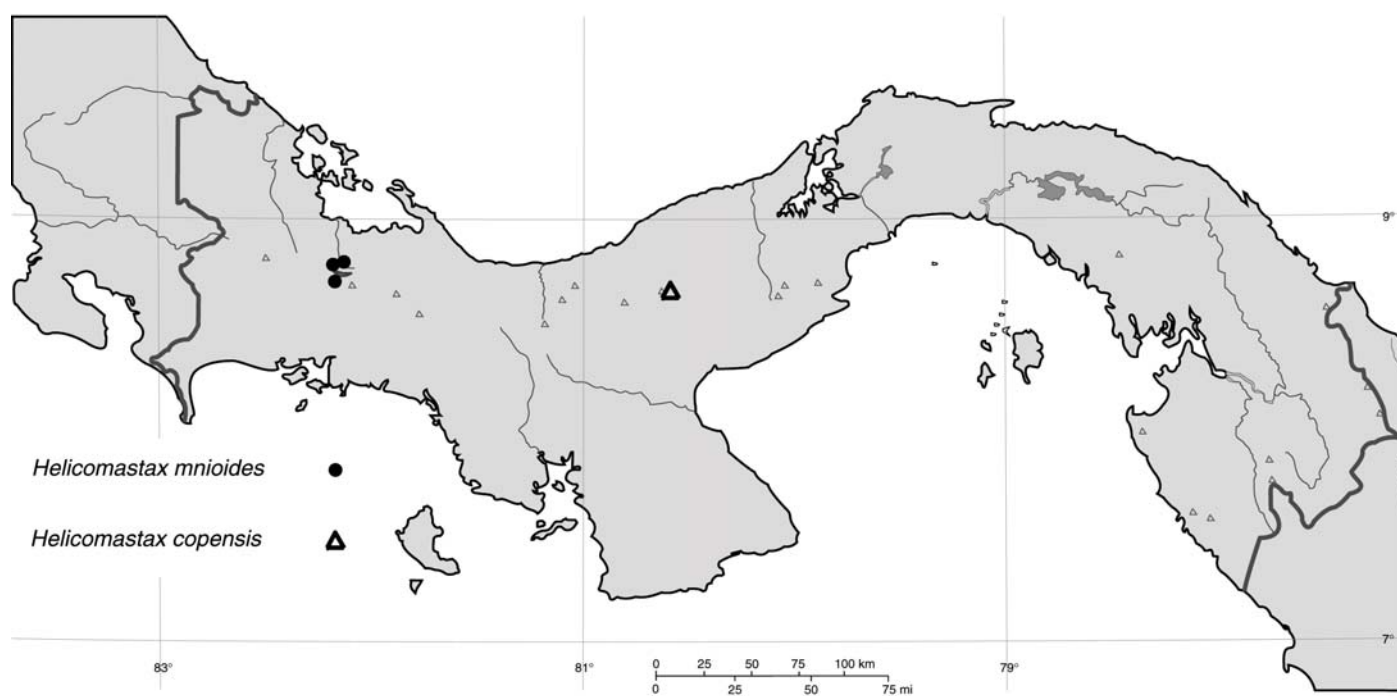 9°
Helicomastax mnioides
Helicomastax copensis
7°
83° 81° 79°
0 25 50 75 100 km
0 25 50 75 mi